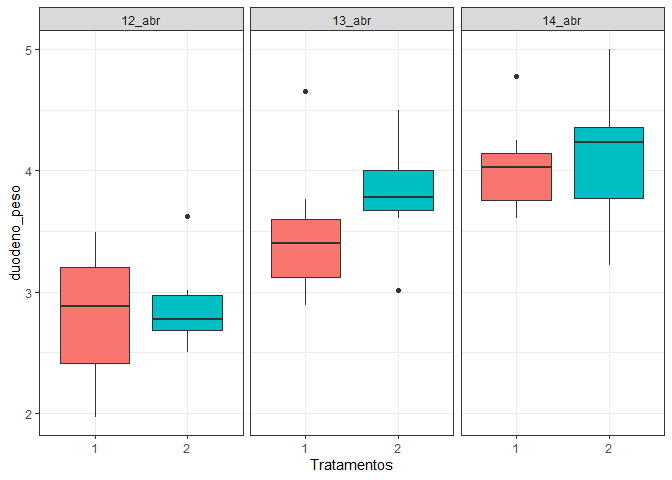 12_abr 13_abr 14_abr
5
4
3
2
duodeno_peso
1 2 1 2 1 2
Tratamentos